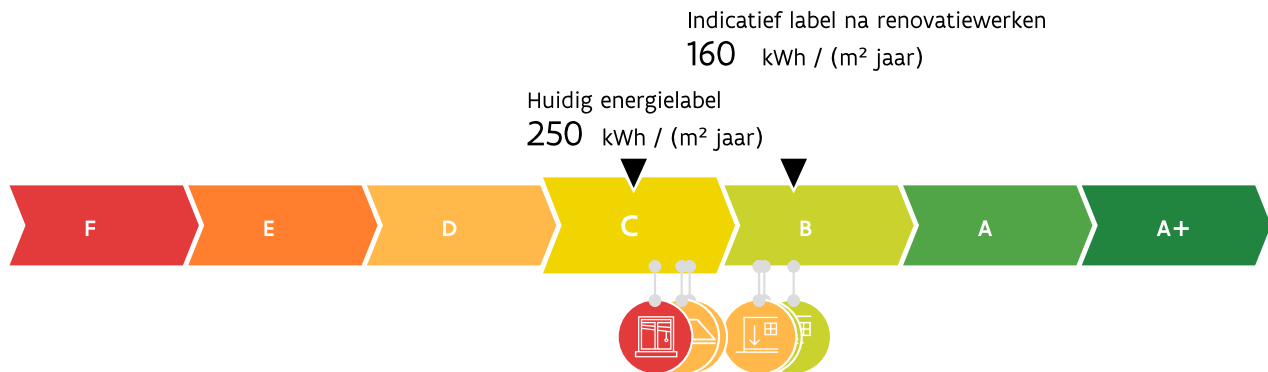 Indicatief label na renovatiewerken
160 kWh / (m² jaar)
Huidig energielabel
250 kWh / (m² jaar)
F E D C B A A+